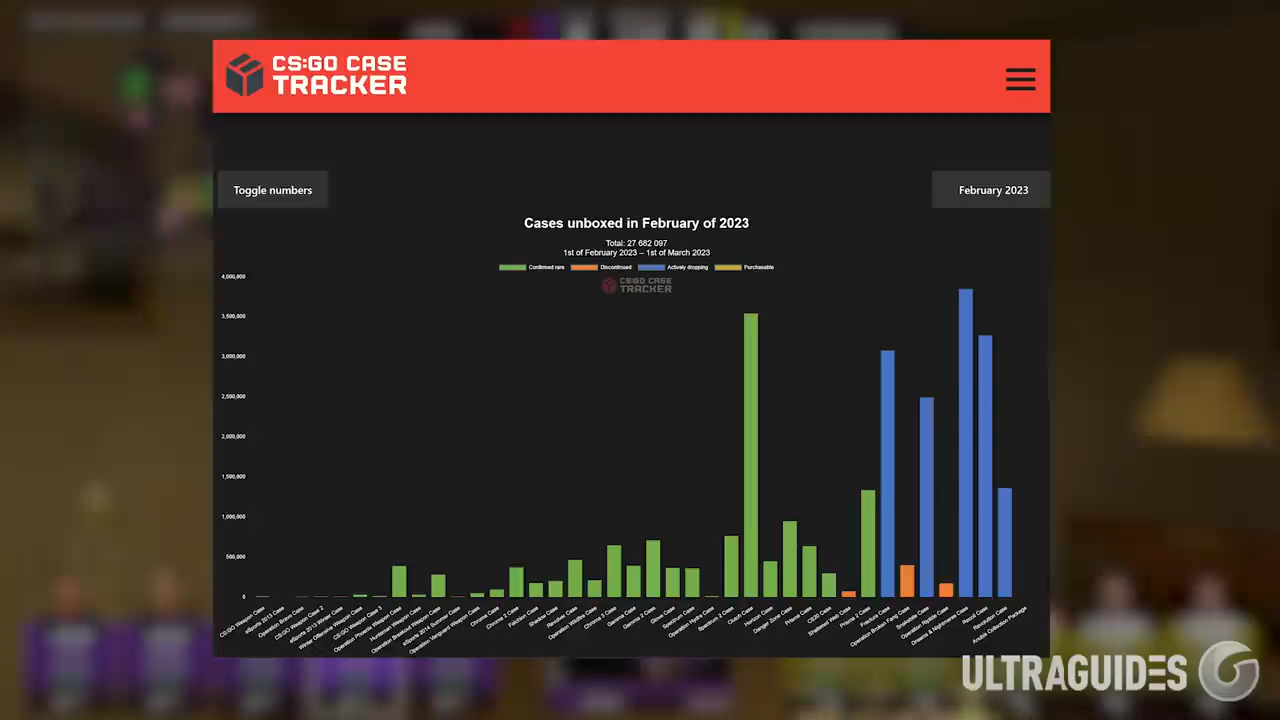 CS:GO CASE
TRACKER
Toggle numbers
February 2023
Cases unboxed in February of 2023
Total: 27 682 097
1st of February 2023 – 1st of March 2023
Confirmed rare
Discontinued
Actively dropping
Purchasable
CS:GO CASE
TRACKER
4,000,000
3,500,000
3,000,000
2,500,000
2,000,000
1,500,000
1,000,000
500,000
0
CS:GO Weapon Case
eSports 2013 Case
Operation Bravo Case
CS:GO Weapon Case 2
eSports 2013 Winter Case
Winter Offensive Weapon Case
CS:GO Weapon Case 3
Operation Phoenix Weapon Case
Huntsman Weapon Case
Operation Breakout Weapon Case
eSports 2014 Summer Case
Operation Vanguard Weapon Case
Chroma Case
Chroma 2 Case
Falchion Case
Shadow Case
Revolver Case
Operation Wildfire Case
Chroma 3 Case
Gamma Case
Gamma 2 Case
Glove Case
Spectrum Case
Operation Hydra Case
Spectrum 2 Case
Clutch Case
Horizon Case
Danger Zone Case
Prisma Case
CS20 Case
Shattered Web Case
Prisma 2 Case
Fracture Case
Operation Broken Fang Case
Snakebite Case
Operation Riptide Case
Dreams & Nightmares Case
Recoil Case
Revolution Case
Anubis Collection Package
ULTRAGUIDES